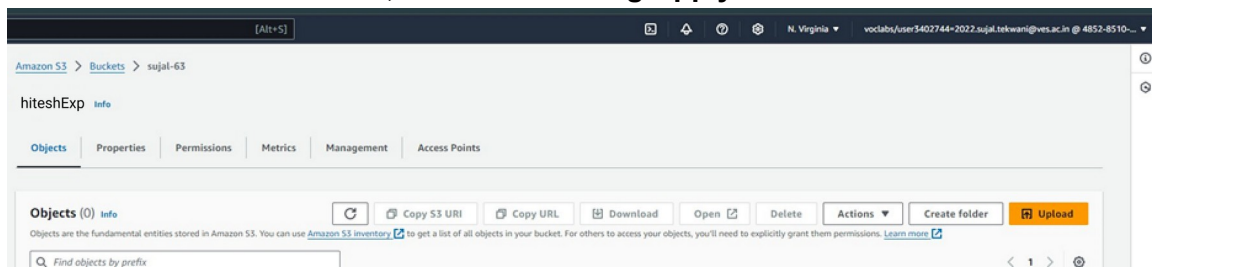 [Alt+S] N. Virginia ▼ voclabs/user3402744=2022.sujal.tekwani@ves.ac.in @ 4852-8510-... ▼
Amazon S3 > Buckets > sujal-63
hiteshExp Info
Objects Properties Permissions Metrics Management Access Points
Objects (0) Info Copy S3 URI Copy URL Download Open Delete Actions ▼ Create folder Upload
Objects are the fundamental entities stored in Amazon S3. You can use Amazon S3 inventory to get a list of all objects in your bucket. For others to access your objects, you'll need to explicitly grant them permissions. Learn more
Find objects by prefix < 1 >